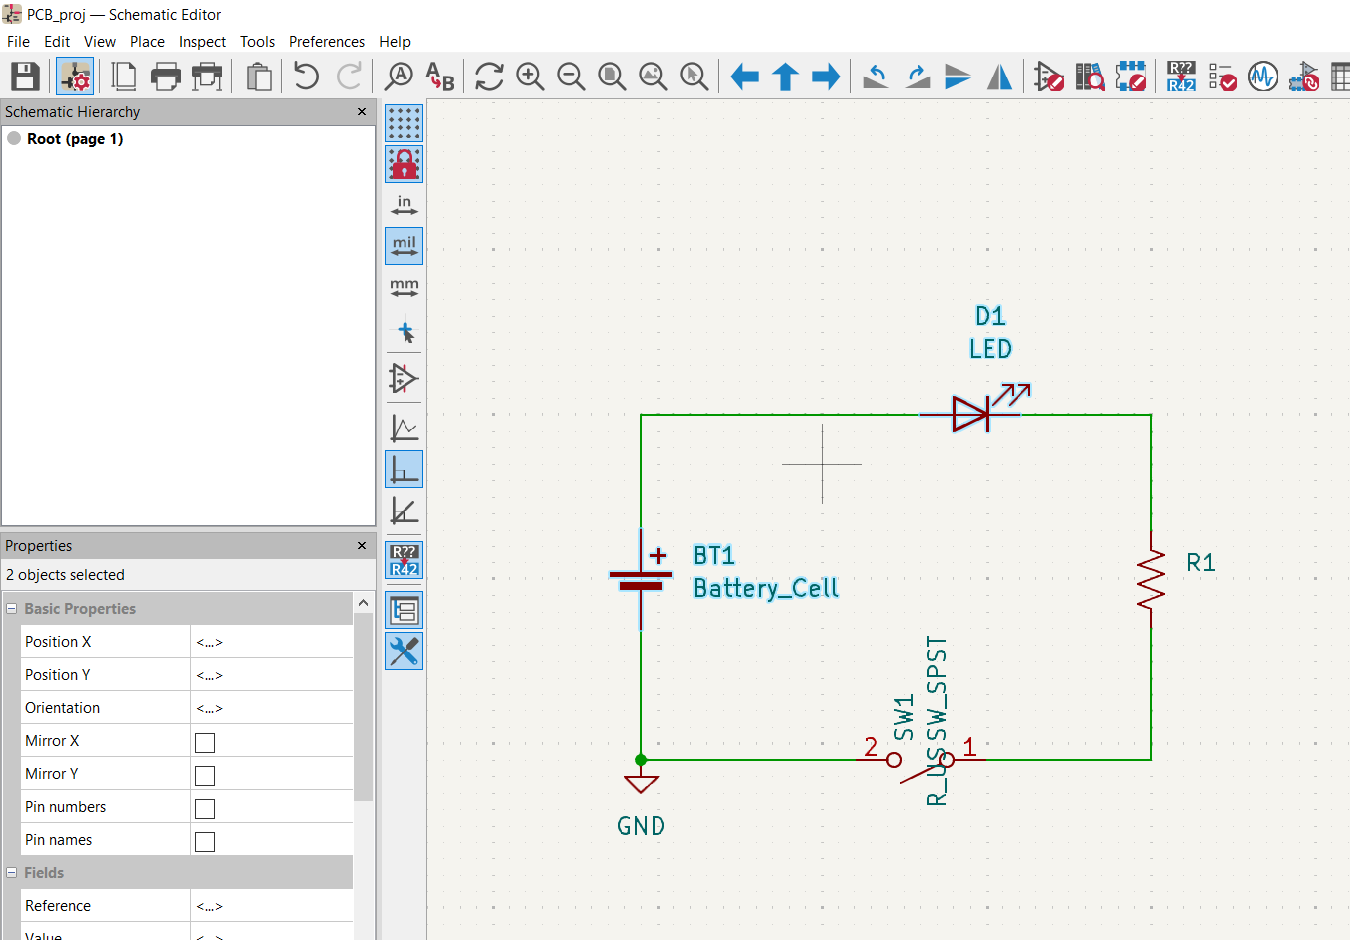 PCB_proj — Schematic Editor
File Edit View Place Inspect Tools Preferences Help
A
A B
R??
R42
Schematic Hierarchy
Root (page 1)
in
mil
mm
R??
R42
Properties
2 objects selected
Basic Properties
Position X <...>
Position Y <...>
Orientation <...>
Mirror X
Mirror Y
Pin numbers
Pin names
Fields
Reference <...>
Value <...>
D1
LED
+
BT1
Battery_Cell
R1
SW1
SW_SPST
R_US
2
1
GND